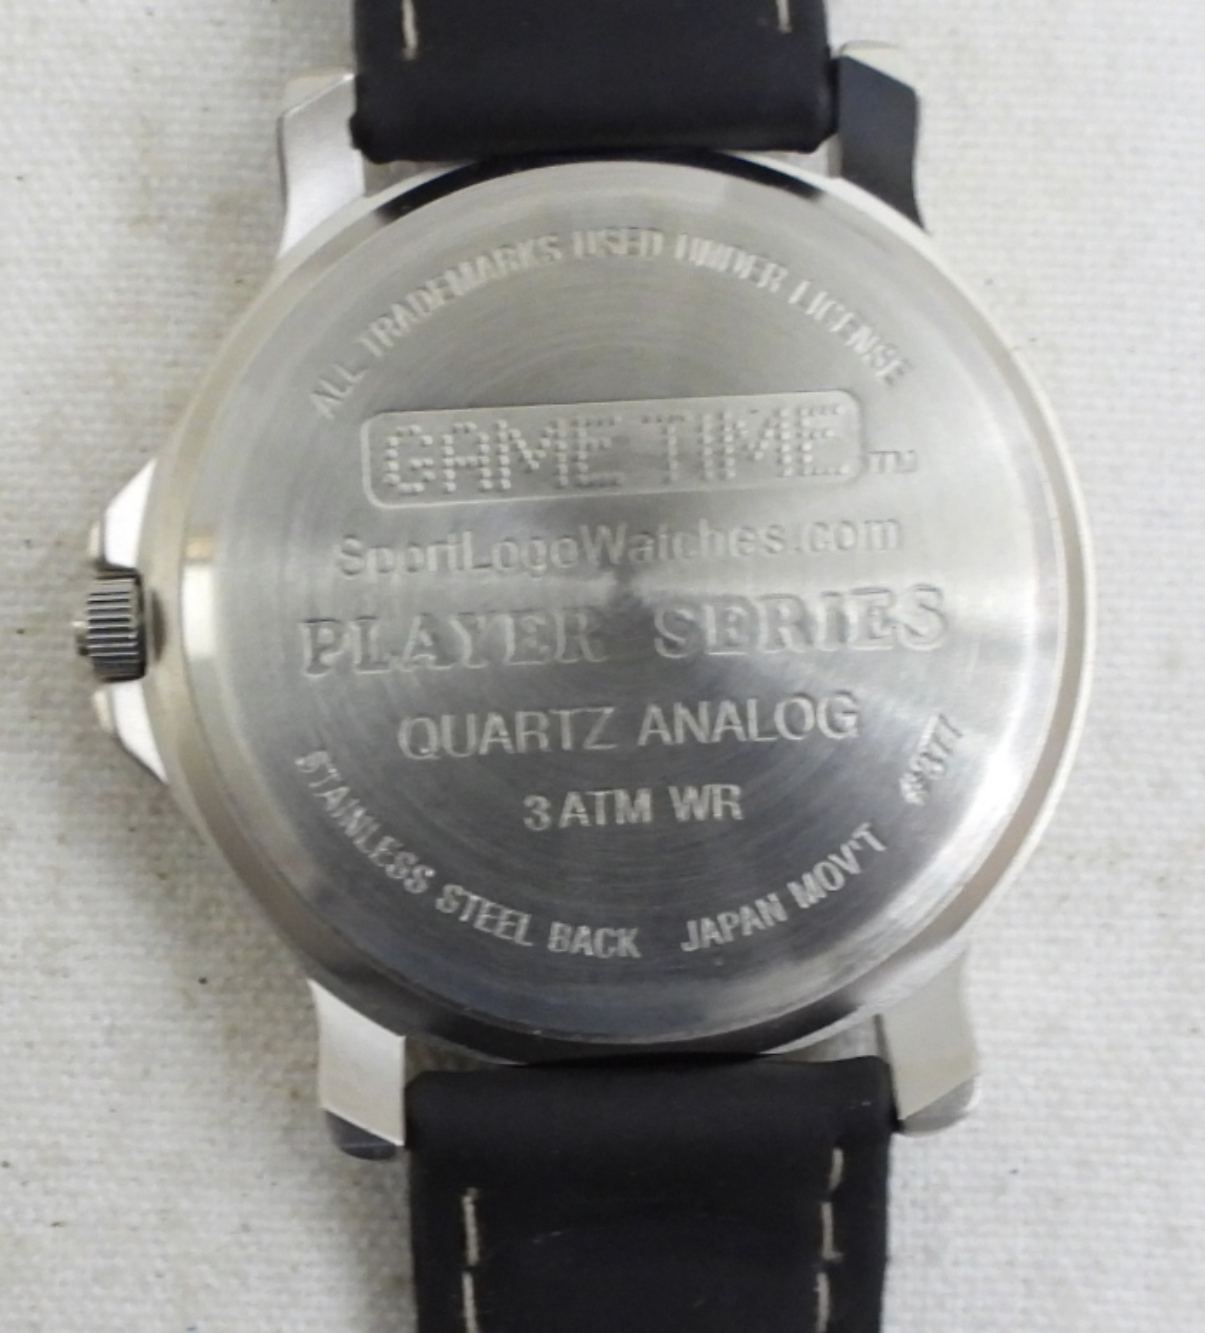 ALL TRADEMARKS USED UNDER LICENSE
GAME TIME™
SportLogoWatches.com
PLAYER SERIES
QUARTZ ANALOG
3 ATM WR
STAINLESS STEEL BACK JAPAN MOV'T